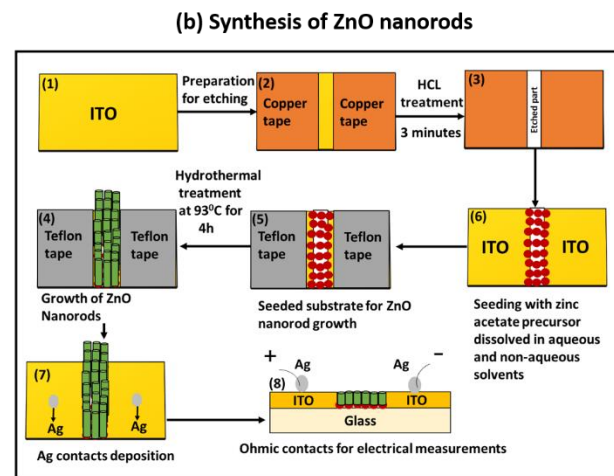 (b) Synthesis of ZnO nanorods
(1)
ITO
Preparation
for etching
(2)
Copper
tape
Copper
tape
HCL
treatment
3 minutes
(3)
Etched part
(4)
Teflon
tape
Teflon
tape
Growth of ZnO
Nanorods
Hydrothermal
treatment
at 93⁰C for
4h
(5)
Teflon
tape
Teflon
tape
Seeded substrate for ZnO
nanorod growth
(6)
ITO
ITO
Seeding with zinc
acetate precursor
dissolved in aqueous
and non-aqueous
solvents
(7)
Ag
Ag
Ag contacts deposition
+
Ag
Ag
−
(8)
ITO
ITO
Glass
Ohmic contacts for electrical measurements